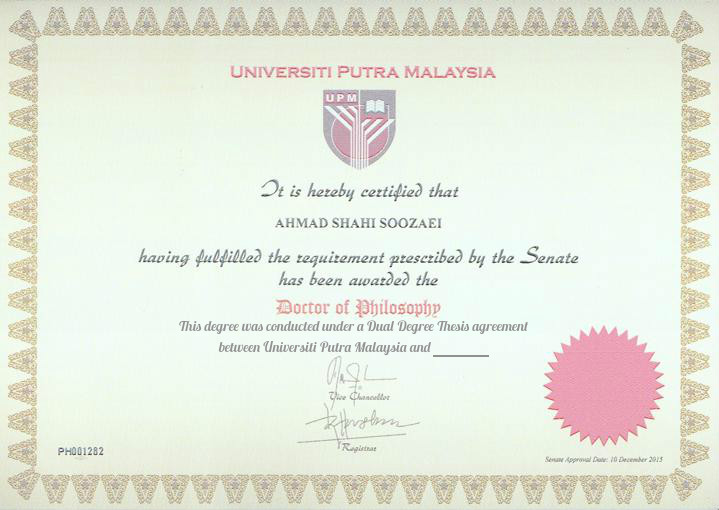 UNIVERSITI PUTRA MALAYSIA
UPM
It is hereby certified that
AHMAD SHAHI SOOZAEI
having fulfilled the requirement prescribed by the Senate
has been awarded the
Doctor of Philosophy
This degree was conducted under a Dual Degree Thesis agreement
between Universiti Putra Malaysia and ________
Vice Chancellor
Registrar
PH001282
Senate Approval Date: 10 December 2015